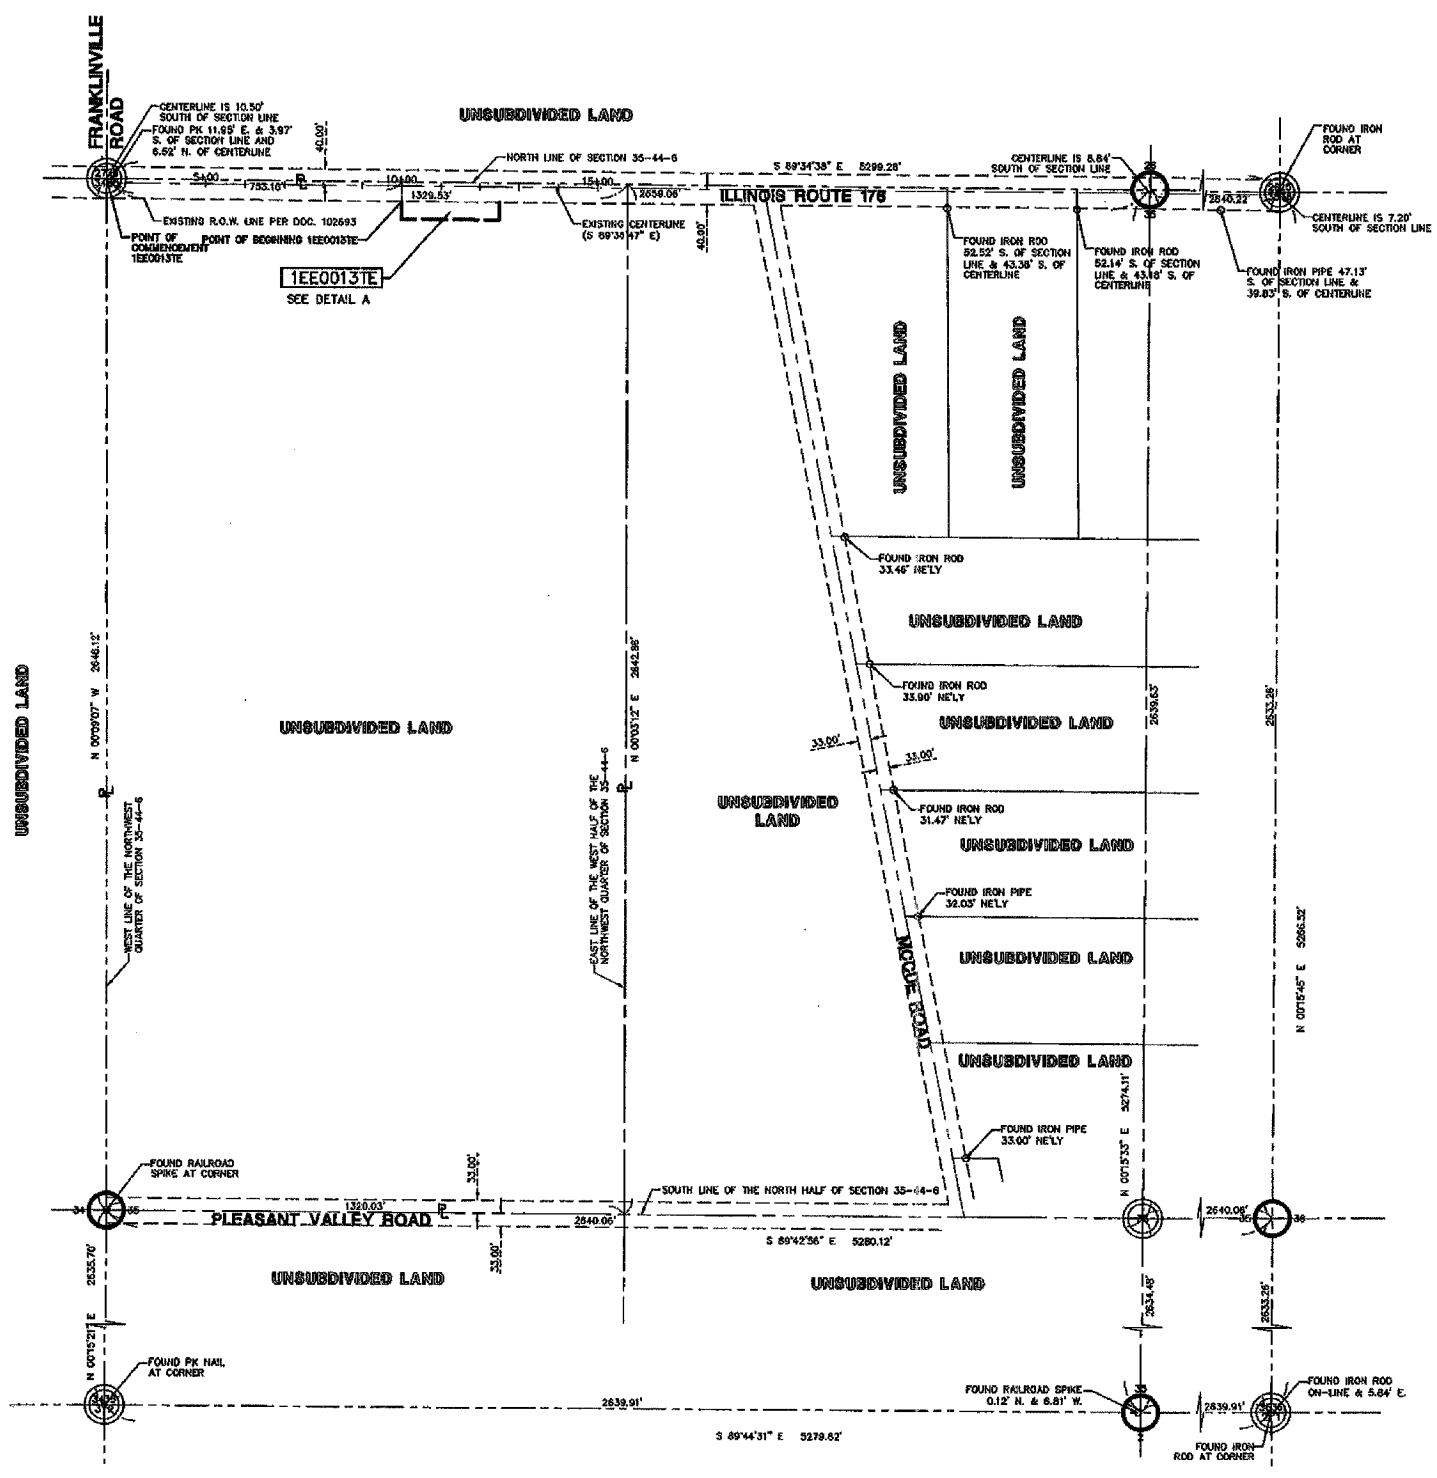 FRANKLINVILLE
ROAD
CENTERLINE IS 10.50'
SOUTH OF SECTION LINE
FOUND PK 11.95' E. & 3.97'
S. OF SECTION LINE AND
6.52' N. OF CENTERLINE
UNSUBDIVIDED LAND
40.00'
NORTH LINE OF SECTION 35-44-6
S 89°34'38" E 5299.28'
CENTERLINE IS 8.84'
SOUTH OF SECTION LINE
FOUND IRON
ROD AT
CORNER
5+00
753.16'
10+00
1329.53'
15+00
2659.06'
ILLINOIS ROUTE 176
2640.22'
EXISTING R.O.W. LINE PER DOC. 102693
POINT OF
COMMENCEMENT
1EE0013TE
POINT OF BEGINNING 1EE0013TE
EXISTING CENTERLINE
(S 89°38'47" E)
40.00'
CENTERLINE IS 7.20'
SOUTH OF SECTION LINE
1EE0013TE
SEE DETAIL A
FOUND IRON ROD
52.52' S. OF SECTION
LINE & 43.38' S. OF
CENTERLINE
FOUND IRON ROD
52.14' S. OF SECTION
LINE & 43.18' S. OF
CENTERLINE
FOUND IRON PIPE 47.13'
S. OF SECTION LINE &
39.83' S. OF CENTERLINE
UNSUBDIVIDED LAND
UNSUBDIVIDED LAND
FOUND IRON ROD
33.46' NE'LY
UNSUBDIVIDED LAND
UNSUBDIVIDED LAND
N 00°09'07" W 2646.12'
UNSUBDIVIDED LAND
N 00°03'12" E 2642.86'
FOUND IRON ROD
33.90' NE'LY
UNSUBDIVIDED LAND
2639.63'
2633.26'
33.00'
33.00'
WEST LINE OF THE NORTHWEST
QUARTER OF SECTION 35-44-6
EAST LINE OF THE WEST HALF OF THE
NORTHWEST QUARTER OF SECTION 35-44-6
UNSUBDIVIDED
LAND
FOUND IRON ROD
31.47' NE'LY
UNSUBDIVIDED LAND
FOUND IRON PIPE
32.03' NE'LY
MCCUE ROAD
UNSUBDIVIDED LAND
N 00°15'45" E 5266.52'
UNSUBDIVIDED LAND
N 00°15'33" E 5274.11'
FOUND IRON PIPE
33.00' NE'LY
FOUND RAILROAD
SPIKE AT CORNER
33.00'
SOUTH LINE OF THE NORTH HALF OF SECTION 35-44-6
34
35
1320.03'
PLEASANT VALLEY ROAD
2640.06'
2640.06'
35
36
S 89°42'56" E 5280.12'
33.00'
UNSUBDIVIDED LAND
UNSUBDIVIDED LAND
N 00°15'21" E 2635.70'
2634.48'
2633.26'
FOUND PK NAIL
AT CORNER
2639.91'
FOUND RAILROAD SPIKE
0.12' N. & 6.81' W.
2639.91'
FOUND IRON ROD
ON-LINE & 5.84' E.
S 89°44'31" E 5279.82'
FOUND IRON
ROD AT CORNER